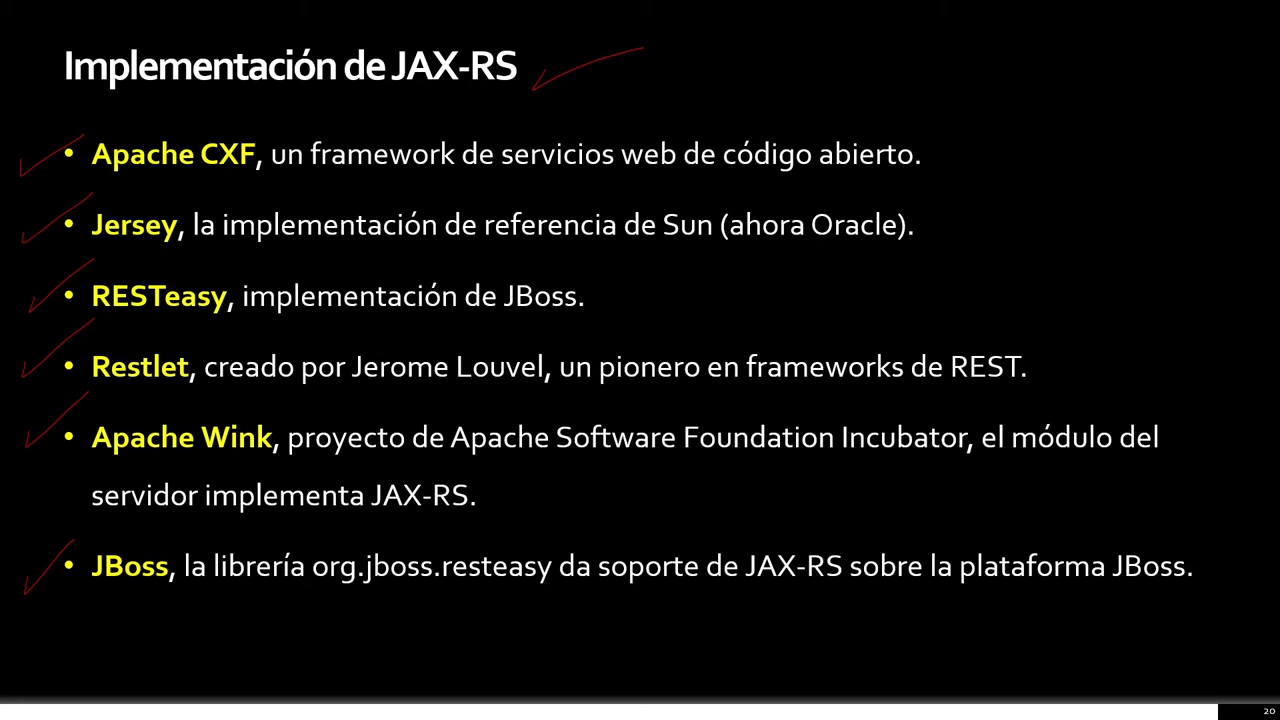 Implementación de JAX-RS
• Apache CXF, un framework de servicios web de código abierto.
• Jersey, la implementación de referencia de Sun (ahora Oracle).
• RESTeasy, implementación de JBoss.
• Restlet, creado por Jerome Louvel, un pionero en frameworks de REST.
• Apache Wink, proyecto de Apache Software Foundation Incubator, el módulo del
servidor implementa JAX-RS.
• JBoss, la librería org.jboss.resteasy da soporte de JAX-RS sobre la plataforma JBoss.
20